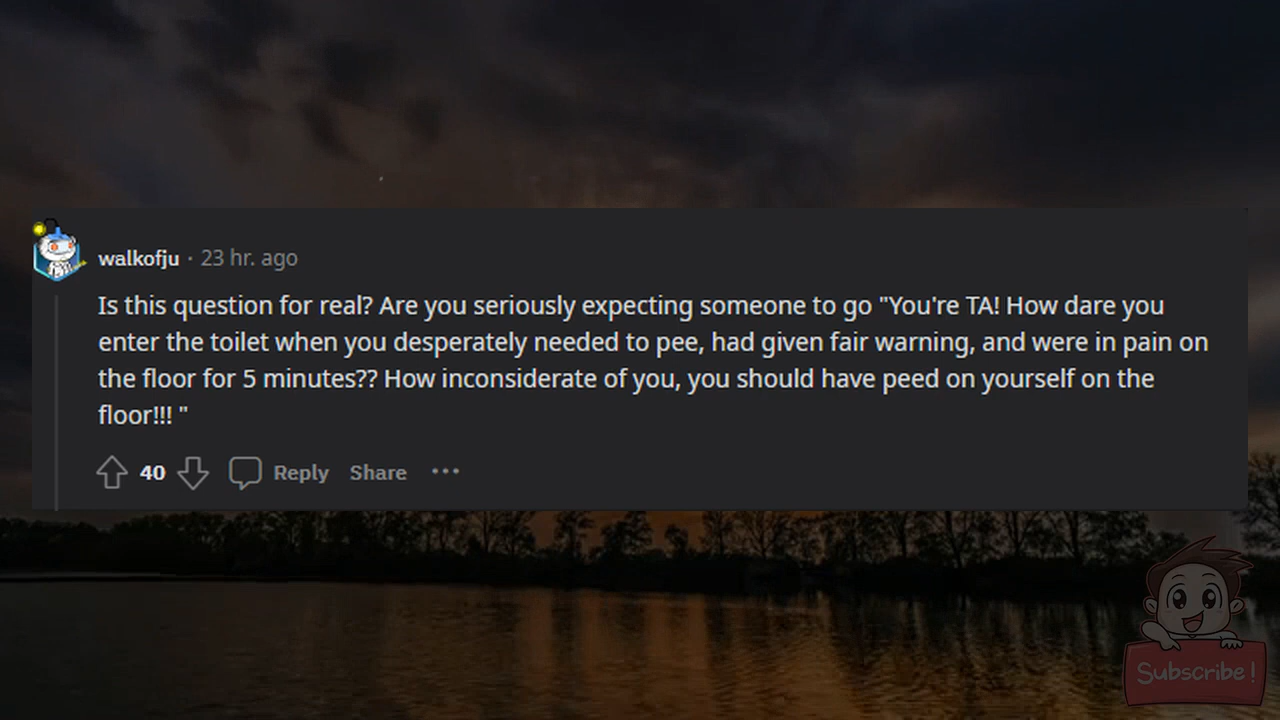 walkofju · 23 hr. ago
Is this question for real? Are you seriously expecting someone to go "You're TA! How dare you
enter the toilet when you desperately needed to pee, had given fair warning, and were in pain on
the floor for 5 minutes?? How inconsiderate of you, you should have peed on yourself on the
floor!!! "
40 Reply Share ···
Subscribe!